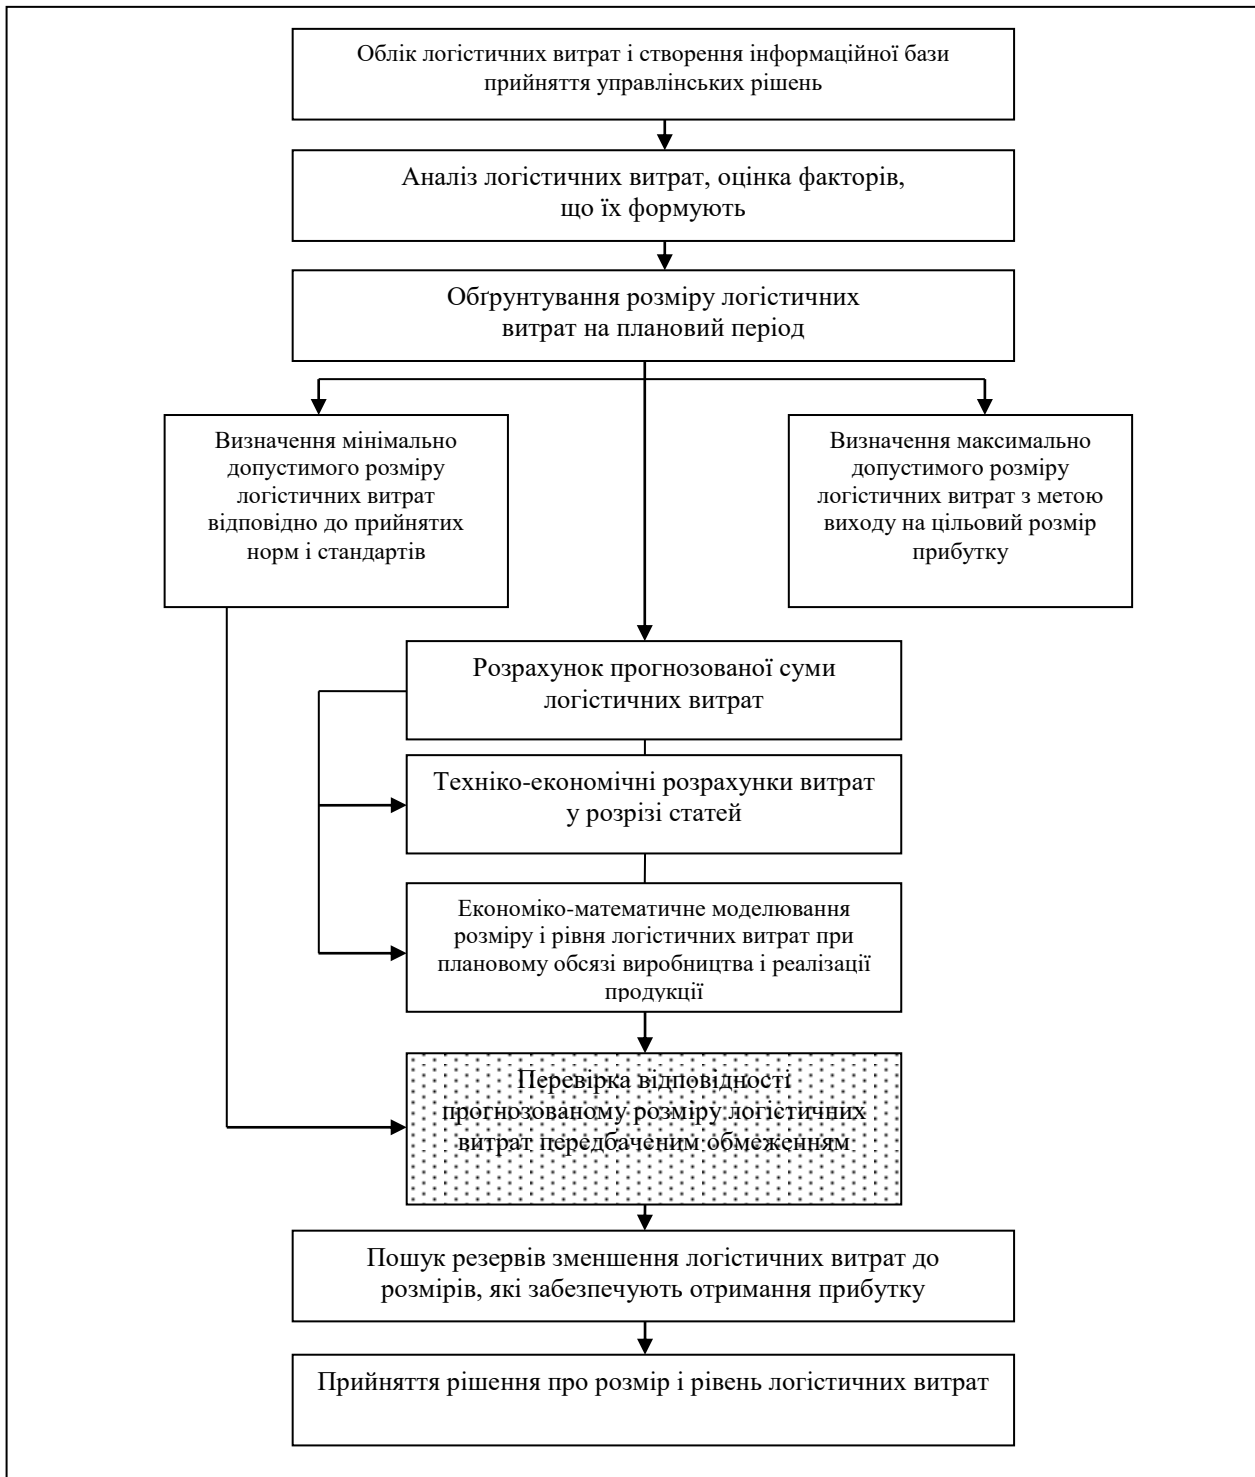 Облік логістичних витрат і створення інформаційної бази
прийняття управлінських рішень
Аналіз логістичних витрат, оцінка факторів,
що їх формують
Обґрунтування розміру логістичних
витрат на плановий період
Визначення мінімально
допустимого розміру
логістичних витрат
відповідно до прийнятих
норм і стандартів
Визначення максимально
допустимого розміру
логістичних витрат з метою
виходу на цільовий розмір
прибутку
Розрахунок прогнозованої суми
логістичних витрат
Техніко-економічні розрахунки витрат
у розрізі статей
Економіко-математичне моделювання
розміру і рівня логістичних витрат при
плановому обсязі виробництва і реалізації
продукції
Перевірка відповідності
прогнозованому розміру логістичних
витрат передбаченим обмеженням
Пошук резервів зменшення логістичних витрат до
розмірів, які забезпечують отримання прибутку
Прийняття рішення про розмір і рівень логістичних витрат